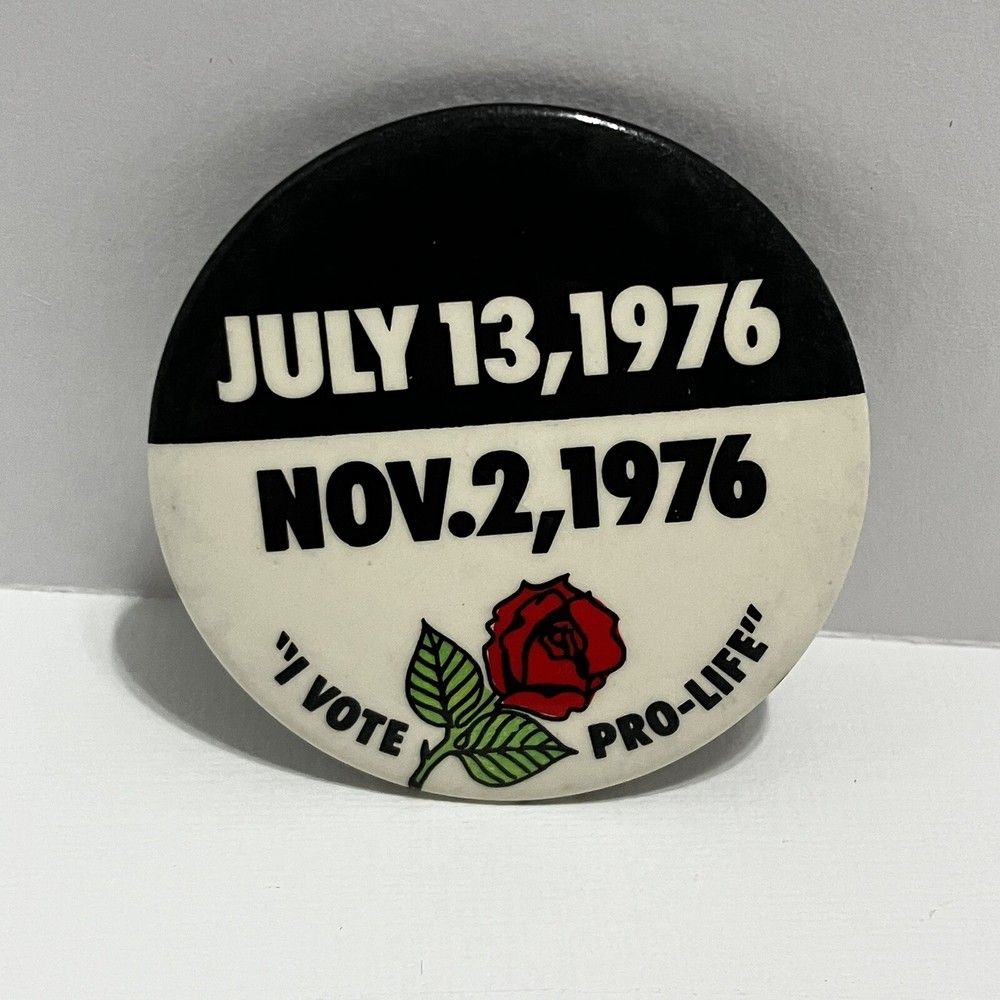 JULY 13, 1976
NOV. 2, 1976
"I VOTE PRO-LIFE"